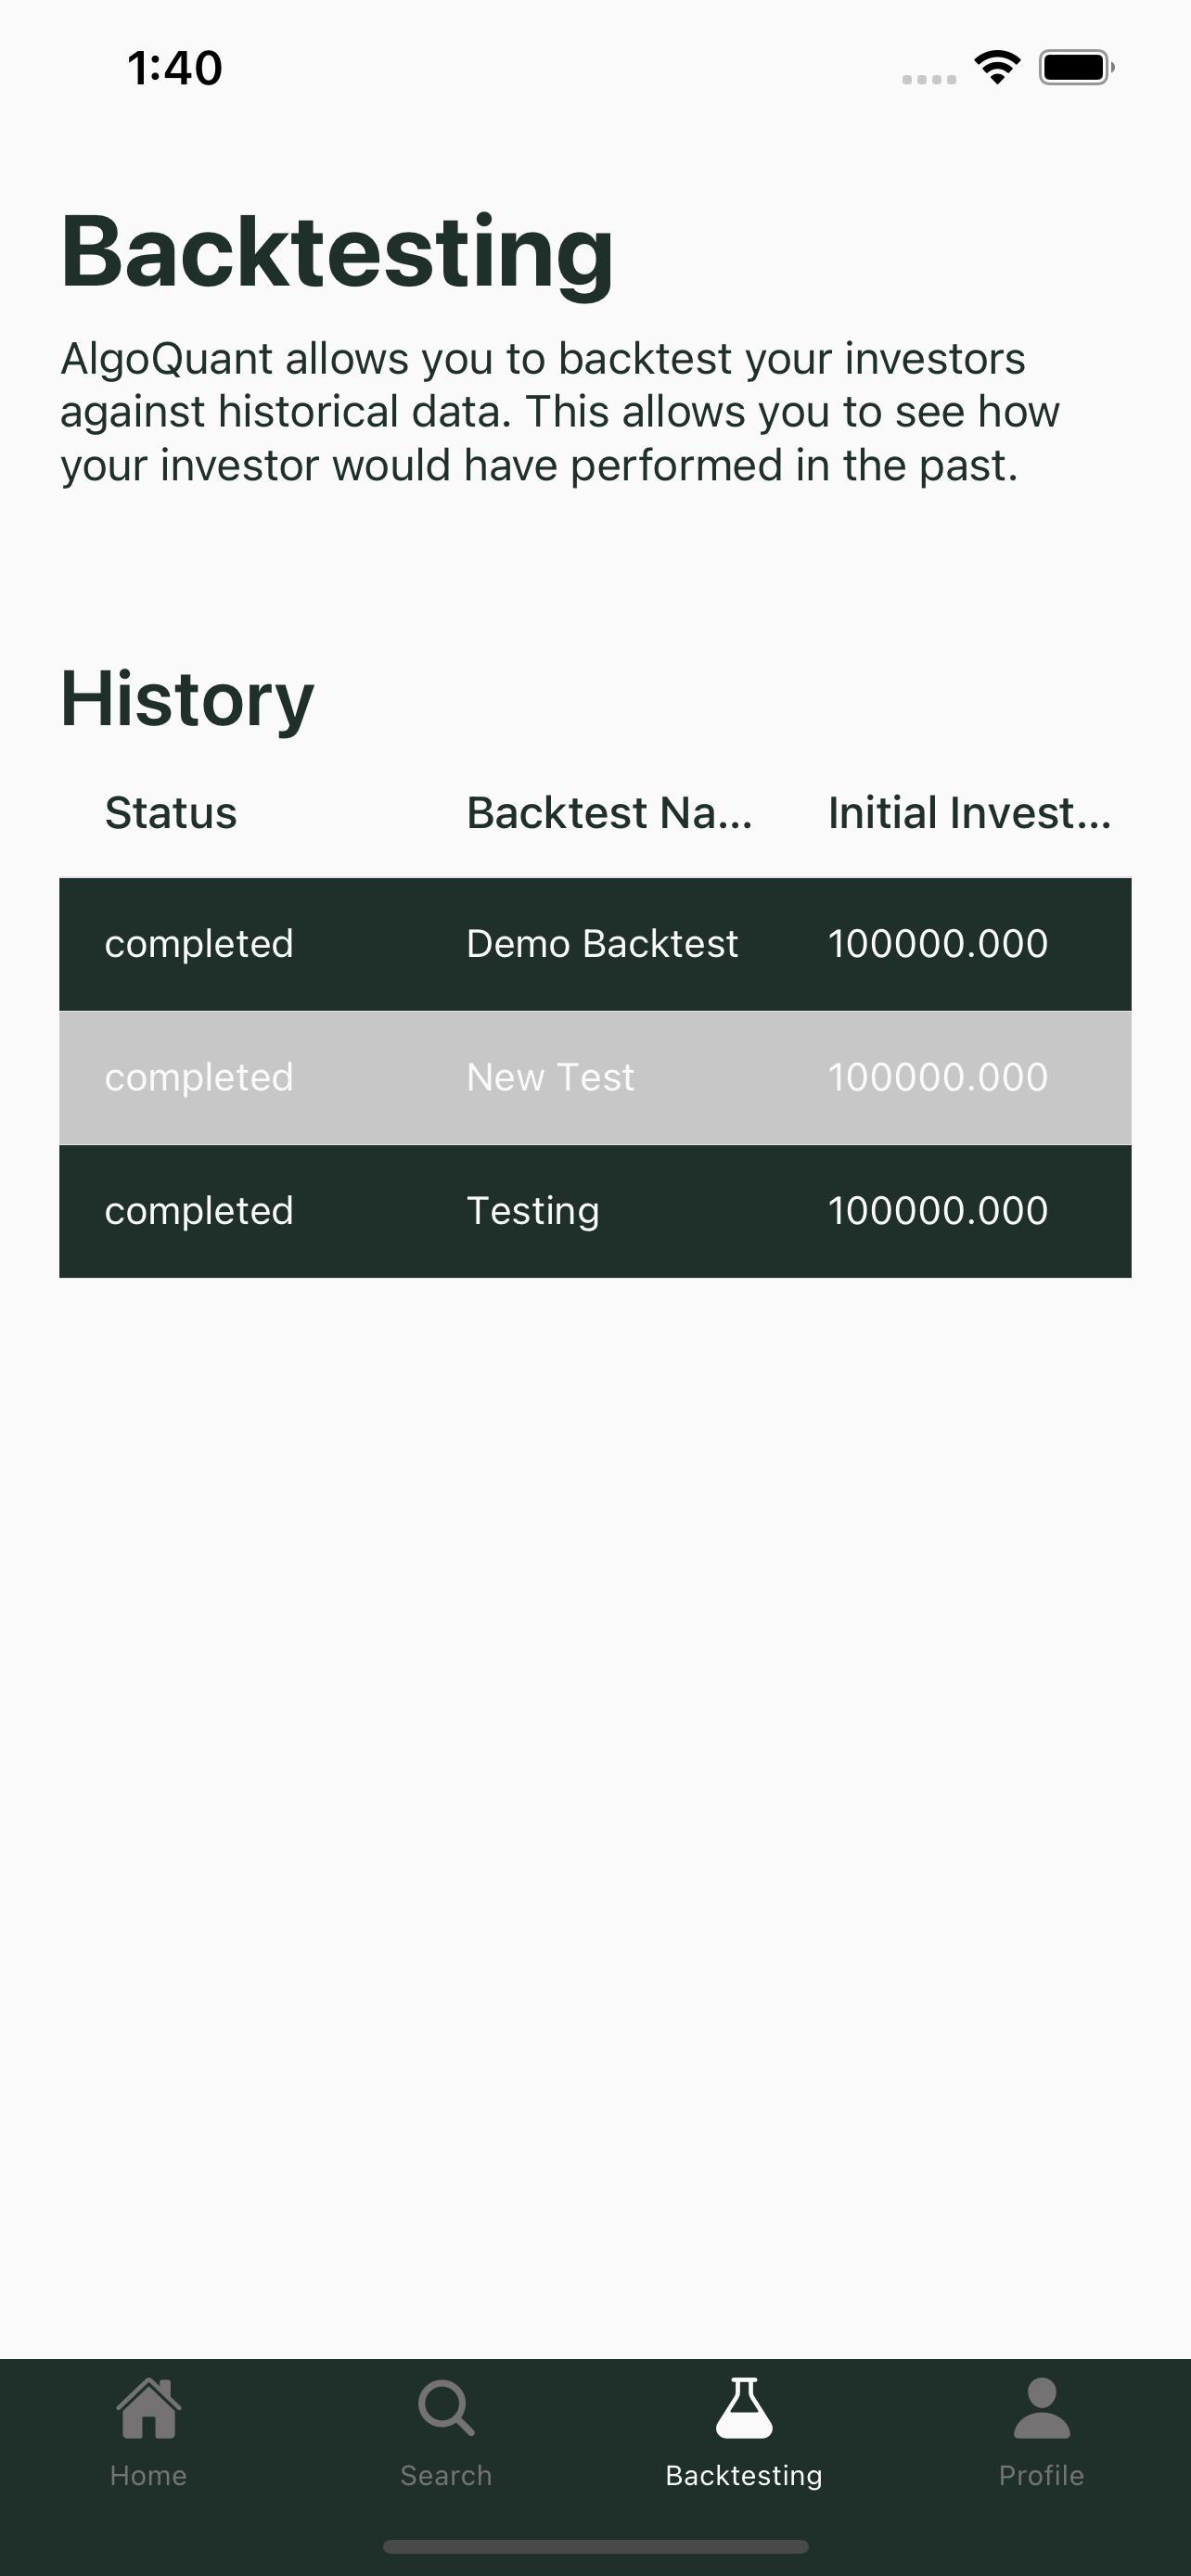 1:40
Backtesting
AlgoQuant allows you to backtest your investors
against historical data. This allows you to see how
your investor would have performed in the past.
History
Status Backtest Na... Initial Invest...
completed Demo Backtest 100000.000
completed New Test 100000.000
completed Testing 100000.000
Home Search Backtesting Profile